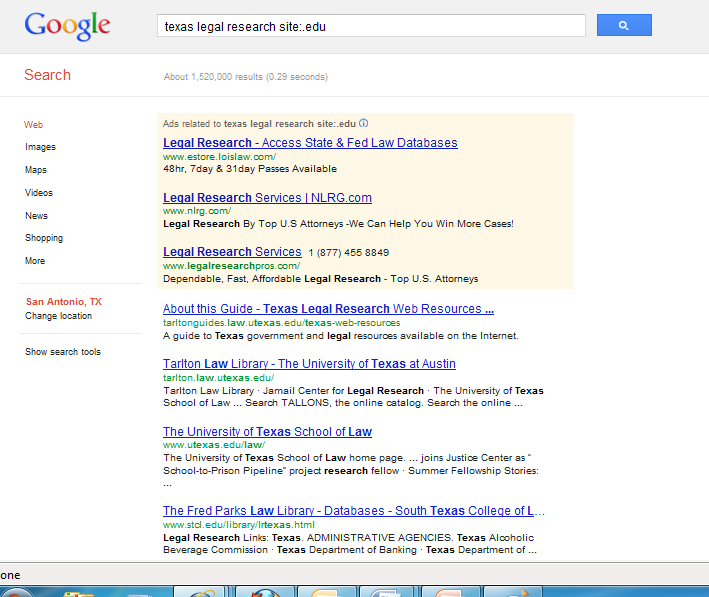 Google
texas legal research site:.edu
Search
About 1,520,000 results (0.29 seconds)
Web
Images
Maps
Videos
News
Shopping
More
San Antonio, TX
Change location
Show search tools
Ads related to texas legal research site:.edu
Legal Research - Access State & Fed Law Databases
www.estore.loislaw.com/
48hr, 7day & 31day Passes Available
Legal Research Services | NLRG.com
www.nlrg.com/
Legal Research By Top U.S Attorneys -We Can Help You Win More Cases!
Legal Research Services 1 (877) 455 8849
www.legalresearchpros.com/
Dependable, Fast, Affordable Legal Research - Top U.S. Attorneys
About this Guide - Texas Legal Research Web Resources ...
tarltonguides.law.utexas.edu/texas-web-resources
A guide to Texas government and legal resources available on the Internet.
Tarlton Law Library - The University of Texas at Austin
tarlton.law.utexas.edu/
Tarlton Law Library · Jamail Center for Legal Research · The University of Texas
School of Law ... Search TALLONS, the online catalog. Search the online ...
The University of Texas School of Law
www.utexas.edu/law/
The University of Texas School of Law home page. ... joins Justice Center as "
School-to-Prison Pipeline" project research fellow · Summer Fellowship Stories:
...
The Fred Parks Law Library - Databases - South Texas College of L...
www.stcl.edu/library/lrtexas.html
Legal Research Links: Texas. ADMINISTRATIVE AGENCIES. Texas Alcoholic
Beverage Commission · Texas Department of Banking · Texas Department of ...
one